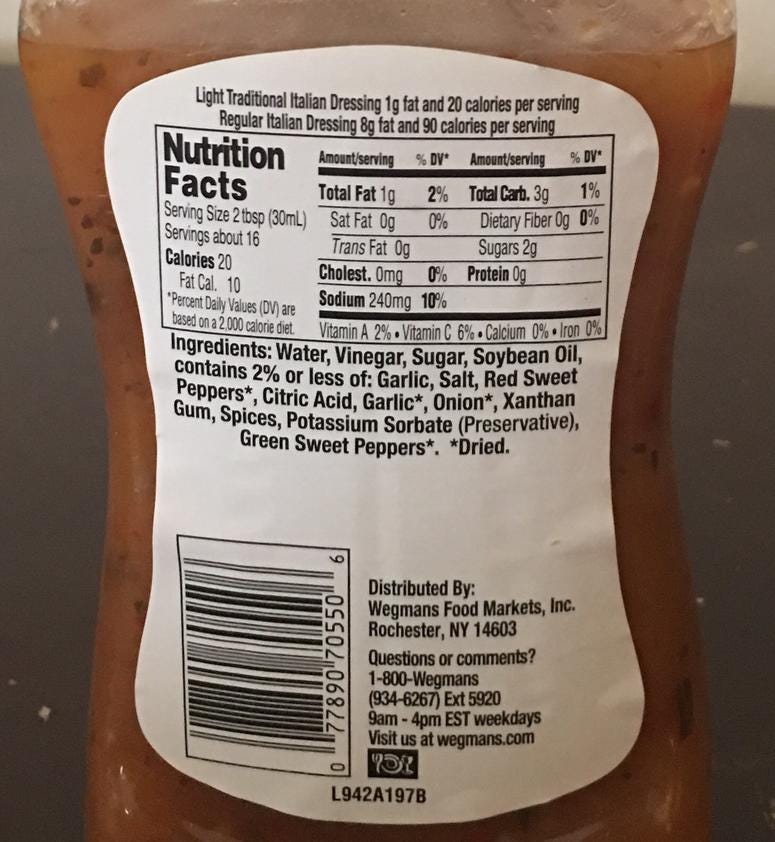 Light Traditional Italian Dressing 1g fat and 20 calories per serving
Regular Italian Dressing 8g fat and 90 calories per serving
Nutrition
Facts
Serving Size 2 tbsp (30mL)
Servings about 16
Calories 20
Fat Cal. 10
*Percent Daily Values (DV) are
based on a 2,000 calorie diet.
Amount/serving % DV* Amount/serving % DV*
Total Fat 1g 2% Total Carb. 3g 1%
Sat Fat 0g 0% Dietary Fiber 0g 0%
Trans Fat 0g Sugars 2g
Cholest. 0mg 0% Protein 0g
Sodium 240mg 10%
Vitamin A 2% • Vitamin C 6% • Calcium 0% • Iron 0%
Ingredients: Water, Vinegar, Sugar, Soybean Oil,
contains 2% or less of: Garlic, Salt, Red Sweet
Peppers*, Citric Acid, Garlic*, Onion*, Xanthan
Gum, Spices, Potassium Sorbate (Preservative),
Green Sweet Peppers*. *Dried.
0 77890 70550 6
Distributed By:
Wegmans Food Markets, Inc.
Rochester, NY 14603
Questions or comments?
1-800-Wegmans
(934-6267) Ext 5920
9am - 4pm EST weekdays
Visit us at wegmans.com
L942A197B